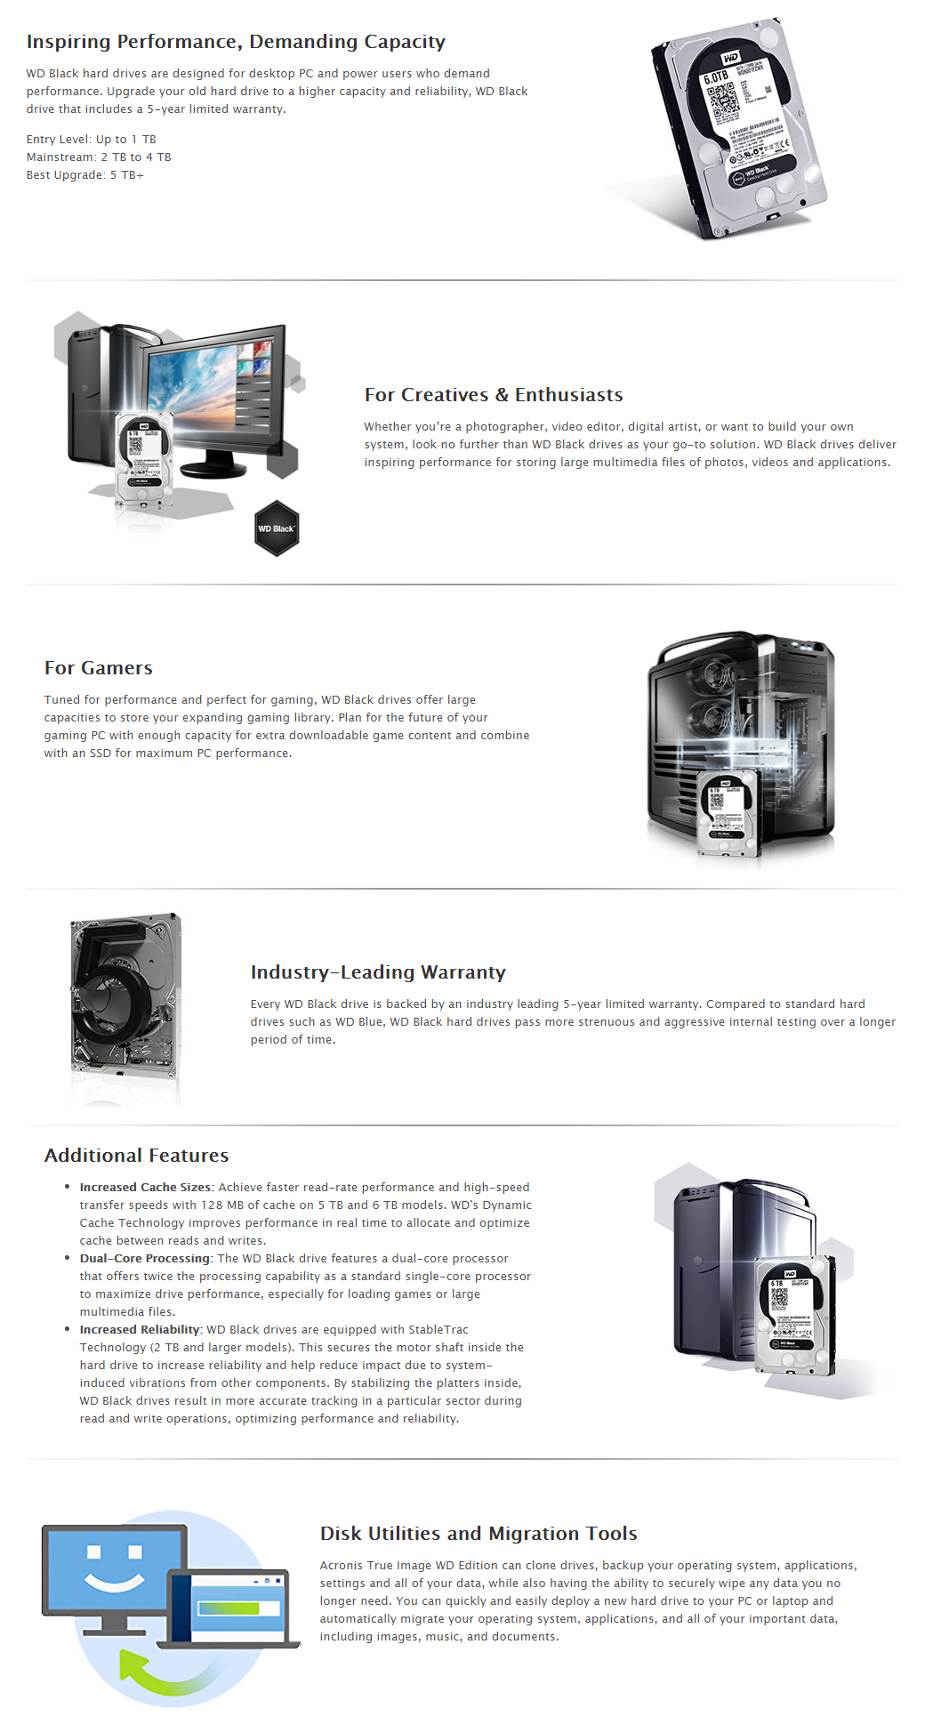 Inspiring Performance, Demanding Capacity
WD Black hard drives are designed for desktop PC and power users who demand
performance. Upgrade your old hard drive to a higher capacity and reliability, WD Black
drive that includes a 5-year limited warranty.
Entry Level: Up to 1 TB
Mainstream: 2 TB to 4 TB
Best Upgrade: 5 TB+
WD
6.0TB
WD Black
WD
6 TB
WD Black
For Creatives & Enthusiasts
Whether you're a photographer, video editor, digital artist, or want to build your own
system, look no further than WD Black drives as your go-to solution. WD Black drives deliver
inspiring performance for storing large multimedia files of photos, videos and applications.
For Gamers
Tuned for performance and perfect for gaming, WD Black drives offer large
capacities to store your expanding gaming library. Plan for the future of your
gaming PC with enough capacity for extra downloadable game content and combine
with an SSD for maximum PC performance.
WD
6 TB
WD Black
5
Industry-Leading Warranty
Every WD Black drive is backed by an industry leading 5-year limited warranty. Compared to standard hard
drives such as WD Blue, WD Black hard drives pass more strenuous and aggressive internal testing over a longer
period of time.
Additional Features
• Increased Cache Sizes: Achieve faster read-rate performance and high-speed
transfer speeds with 128 MB of cache on 5 TB and 6 TB models. WD's Dynamic
Cache Technology improves performance in real time to allocate and optimize
cache between reads and writes.
• Dual-Core Processing: The WD Black drive features a dual-core processor
that offers twice the processing capability as a standard single-core processor
to maximize drive performance, especially for loading games or large
multimedia files.
• Increased Reliability: WD Black drives are equipped with StableTrac
Technology (2 TB and larger models). This secures the motor shaft inside the
hard drive to increase reliability and help reduce impact due to system-
induced vibrations from other components. By stabilizing the platters inside,
WD Black drives result in more accurate tracking in a particular sector during
read and write operations, optimizing performance and reliability.
WD
6 TB
WD Black
Disk Utilities and Migration Tools
Acronis True Image WD Edition can clone drives, backup your operating system, applications,
settings and all of your data, while also having the ability to securely wipe any data you no
longer need. You can quickly and easily deploy a new hard drive to your PC or laptop and
automatically migrate your operating system, applications, and all of your important data,
including images, music, and documents.